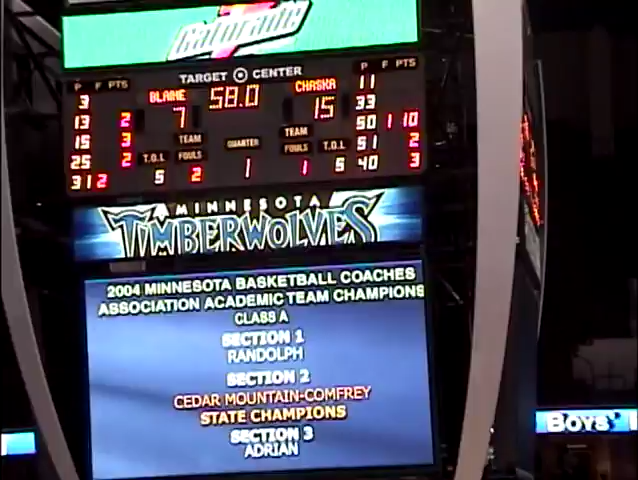 Gatorade
TARGET CENTER
P F PTS
BLAINE 58.0 CHASKA
P F PTS
3
13 2
15 3
25 2
31 2
7
15
11
33
50 1 10
51 2
40 3
TEAM FOULS
QUARTER
TEAM FOULS
T.O.L
T.O.L
5 2 1 1 5
MINNESOTA
TIMBERWOLVES
2004 MINNESOTA BASKETBALL COACHES
ASSOCIATION ACADEMIC TEAM CHAMPIONS
CLASS A
SECTION 1
RANDOLPH
SECTION 2
CEDAR MOUNTAIN-COMFREY
STATE CHAMPIONS
SECTION 3
ADRIAN
BOYS'